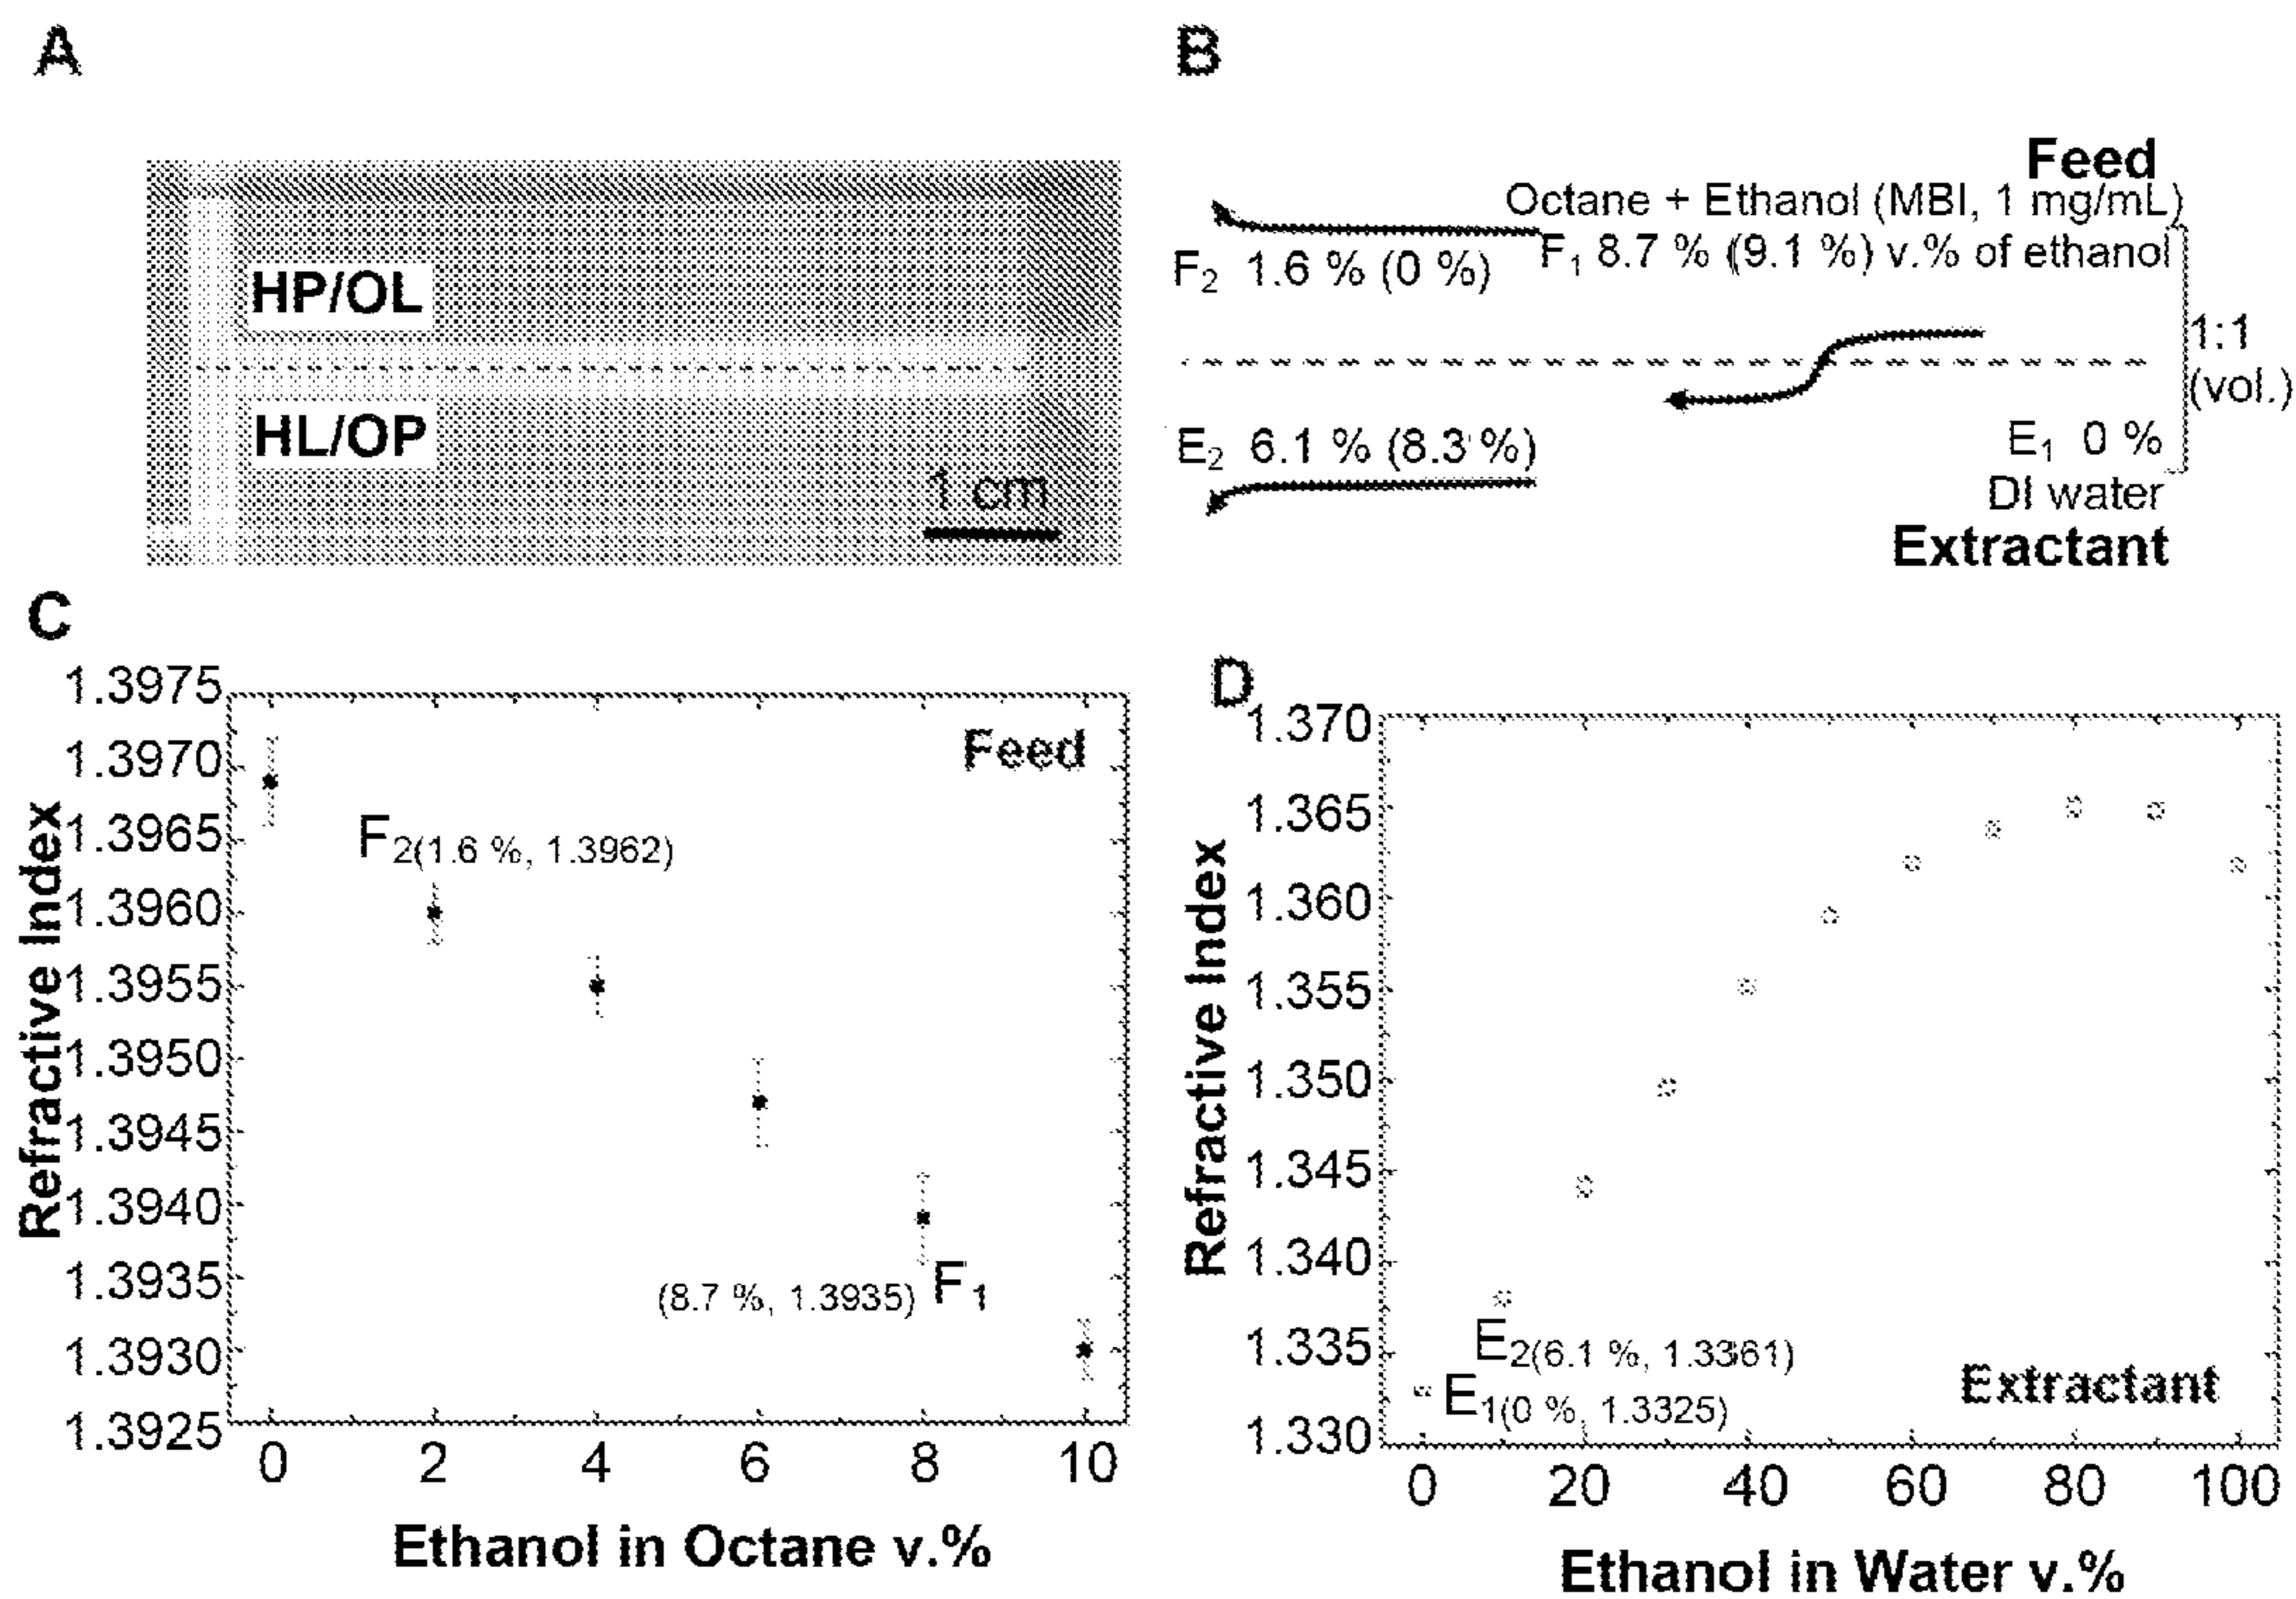 A
HP/OL
HL/OP
1 cm
B
Feed
Octane + Ethanol (MBI, 1 mg/mL)
F₁ 8.7 % (9.1 %) v.% of ethanol
F₂ 1.6 % (0 %)
1:1
(vol.)
E₂ 6.1 % (8.3 %)
E₁ 0 %
DI water
Extractant
C
Refractive Index
1.3975
1.3970
1.3965
1.3960
1.3955
1.3950
1.3945
1.3940
1.3935
1.3930
1.3925
Feed
F₂(1.6 %, 1.3962)
(8.7 %, 1.3935) F₁
0 2 4 6 8 10
Ethanol in Octane v.%
D
Refractive Index
1.370
1.365
1.360
1.355
1.350
1.345
1.340
1.335
1.330
E₂(6.1 %, 1.3361)
E₁(0 %, 1.3325)
Extractant
0 20 40 60 80 100
Ethanol in Water v.%